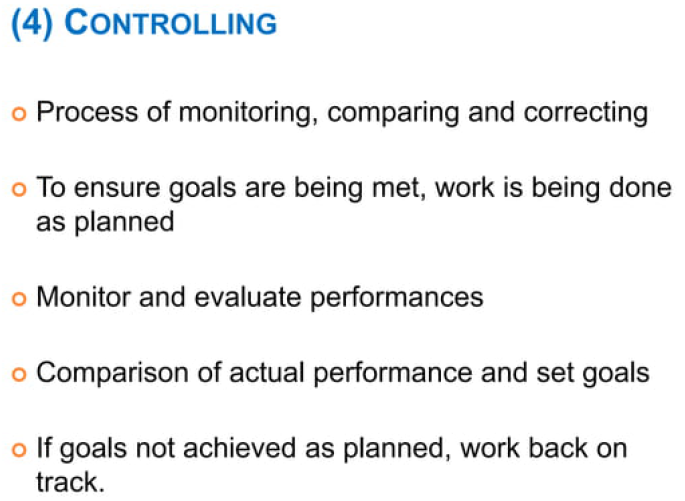 (4) CONTROLLING
Process of monitoring, comparing and correcting
To ensure goals are being met, work is being done
as planned
Monitor and evaluate performances
Comparison of actual performance and set goals
If goals not achieved as planned, work back on
track.